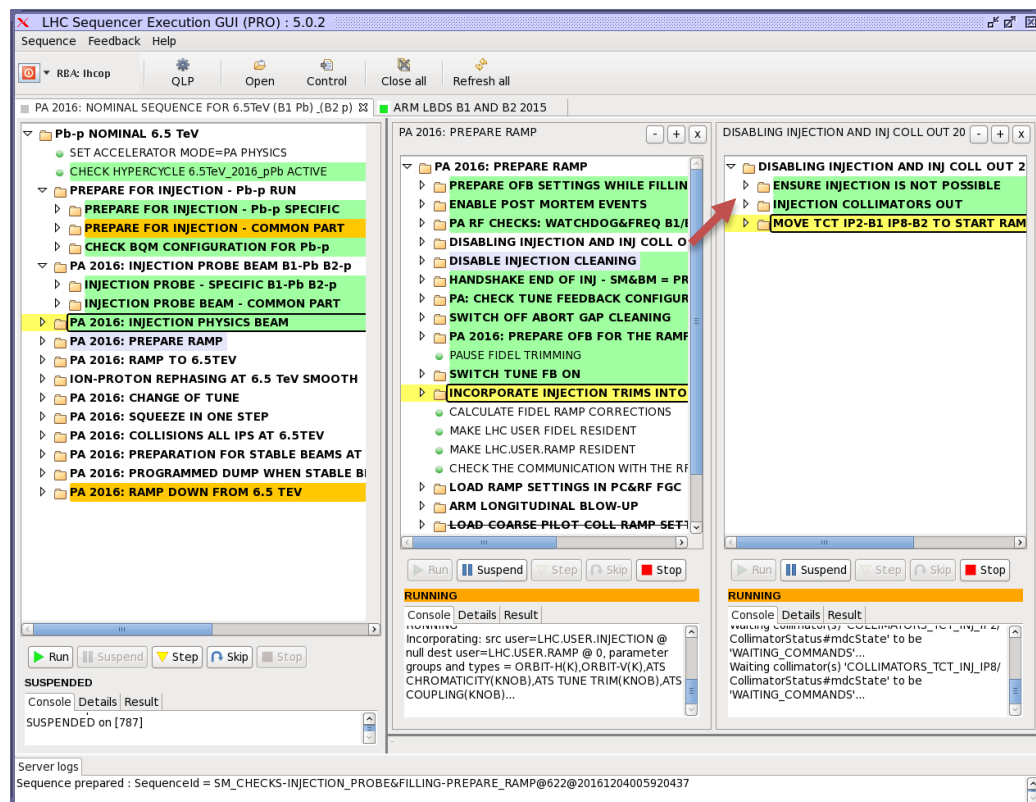 LHC Sequencer Execution GUI (PRO) : 5.0.2
Sequence Feedback Help
RBA: lhcop
QLP
Open
Control
Close all
Refresh all
PA 2016: NOMINAL SEQUENCE FOR 6.5TeV (B1 Pb)_(B2 p)
ARM LBDS B1 AND B2 2015
Pb-p NOMINAL 6.5 TeV
SET ACCELERATOR MODE=PA PHYSICS
CHECK HYPERCYCLE 6.5TeV_2016_pPb ACTIVE
PREPARE FOR INJECTION - Pb-p RUN
PREPARE FOR INJECTION - Pb-p SPECIFIC
PREPARE FOR INJECTION - COMMON PART
CHECK BQM CONFIGURATION FOR Pb-p
PA 2016: INJECTION PROBE BEAM B1-Pb B2-p
INJECTION PROBE - SPECIFIC B1-Pb B2-p
INJECTION PROBE BEAM - COMMON PART
PA 2016: INJECTION PHYSICS BEAM
PA 2016: PREPARE RAMP
PA 2016: RAMP TO 6.5TEV
ION-PROTON REPHASING AT 6.5 TeV SMOOTH
PA 2016: CHANGE OF TUNE
PA 2016: SQUEEZE IN ONE STEP
PA 2016: COLLISIONS ALL IPS AT 6.5TEV
PA 2016: PREPARATION FOR STABLE BEAMS AT
PA 2016: PROGRAMMED DUMP WHEN STABLE
PA 2016: RAMP DOWN FROM 6.5 TEV
Run Suspend Step Skip Stop
SUSPENDED
Console Details Result
SUSPENDED on [787]
PA 2016: PREPARE RAMP
- + x
PA 2016: PREPARE RAMP
PREPARE OFB SETTINGS WHILE FILLIN
ENABLE POST MORTEM EVENTS
PA RF CHECKS: WATCHDOG&FREQ B1/
DISABLING INJECTION AND INJ COLL O
DISABLE INJECTION CLEANING
HANDSHAKE END OF INJ - SM&BM = PR
PA: CHECK TUNE FEEDBACK CONFIGUR
SWITCH OFF ABORT GAP CLEANING
PA 2016: PREPARE OFB FOR THE RAMP
PAUSE FIDEL TRIMMING
SWITCH TUNE FB ON
INCORPORATE INJECTION TRIMS INTO
CALCULATE FIDEL RAMP CORRECTIONS
MAKE LHC USER FIDEL RESIDENT
MAKE LHC.USER.RAMP RESIDENT
CHECK THE COMMUNICATION WITH THE RF
LOAD RAMP SETTINGS IN PC&RF FGC
ARM LONGITUDINAL BLOW-UP
LOAD COARSE PILOT COLL RAMP SETT
Run Suspend Step Skip Stop
RUNNING
Console Details Result
RUNNING
Incorporating: src user=LHC.USER.INJECTION @
null dest user=LHC.USER.RAMP @ 0, parameter
groups and types = ORBIT-H(K),ORBIT-V(K),ATS
CHROMATICITY(KNOB),ATS TUNE TRIM(KNOB),ATS
COUPLING(KNOB)...
DISABLING INJECTION AND INJ COLL OUT 20
- + x
DISABLING INJECTION AND INJ COLL OUT 2
ENSURE INJECTION IS NOT POSSIBLE
INJECTION COLLIMATORS OUT
MOVE TCT IP2-B1 IP8-B2 TO START RAM
Run Suspend Step Skip Stop
RUNNING
Console Details Result
Waiting collimator(s) 'COLLIMATORS_TCT_INJ_IP2/
CollimatorStatus#mdcState' to be
'WAITING_COMMANDS'...
Waiting collimator(s) 'COLLIMATORS_TCT_INJ_IP8/
CollimatorStatus#mdcState' to be
'WAITING_COMMANDS'...
Server logs
Sequence prepared : SequenceId = SM_CHECKS-INJECTION_PROBE&FILLING-PREPARE_RAMP@622@20161204005920437